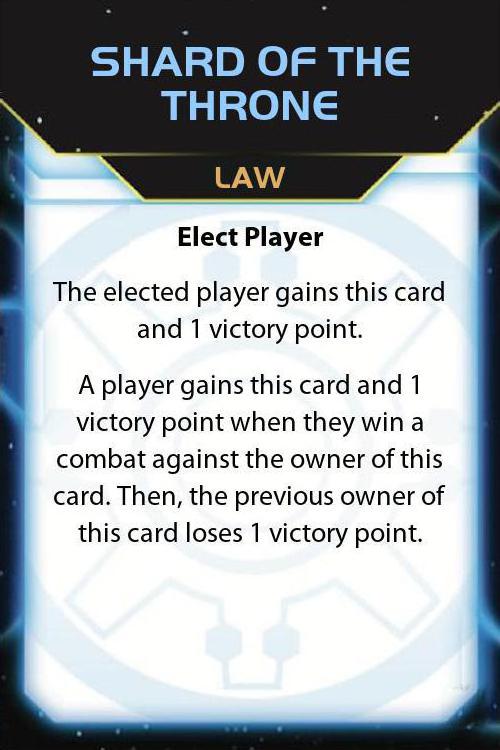 SHARD OF THE
THRONE
LAW
Elect Player
The elected player gains this card
and 1 victory point.
A player gains this card and 1
victory point when they win a
combat against the owner of this
card. Then, the previous owner of
this card loses 1 victory point.